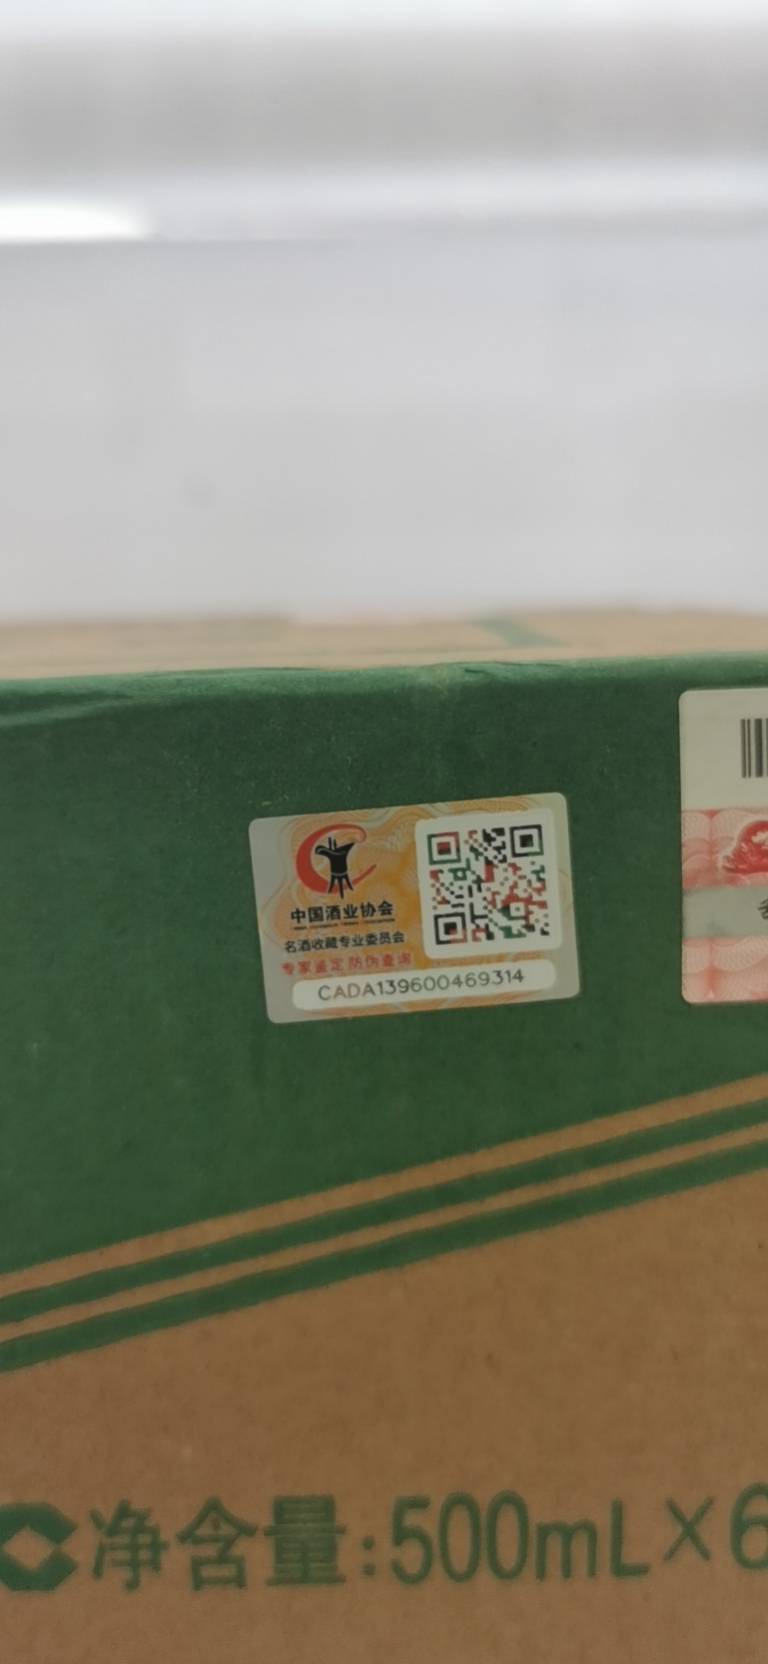 中国酒业协会
名酒收藏专业委员会
专家鉴定 防伪查询
CADA139600469314
净含量:500mL×6